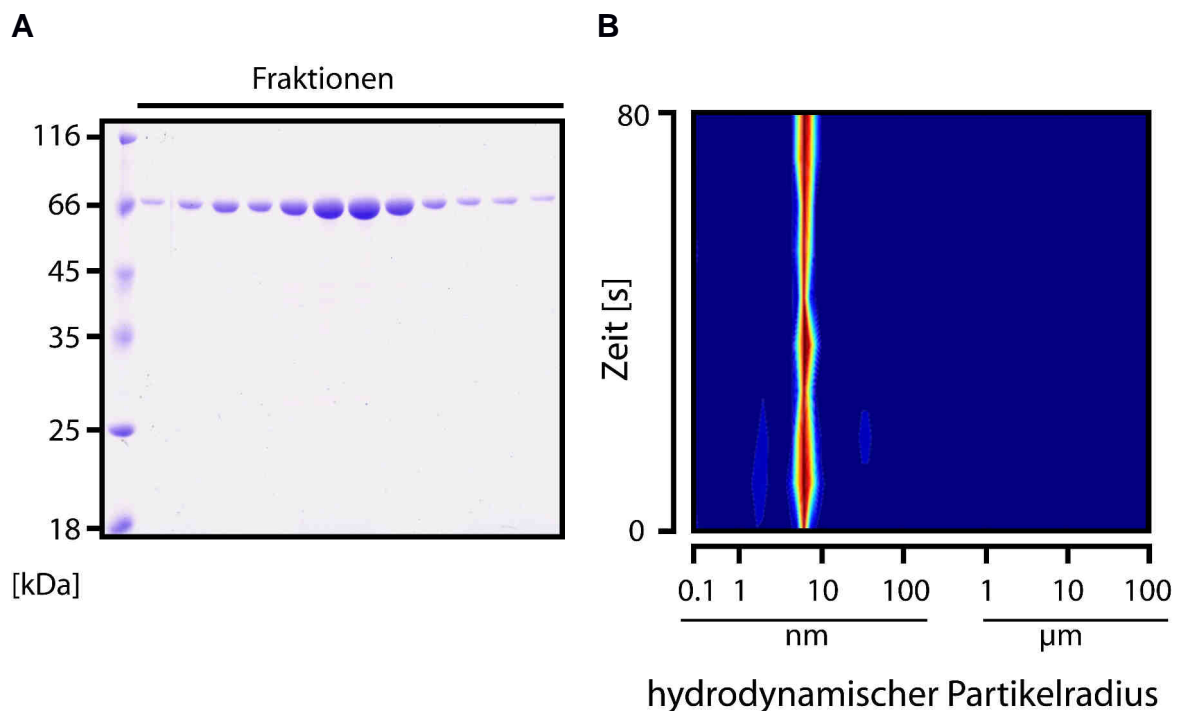 A
Fraktionen
116
66
45
35
25
18
[kDa]
B
80
Zeit [s]
0
0.1 1 10 100 1 10 100
nm µm
hydrodynamischer Partikelradius